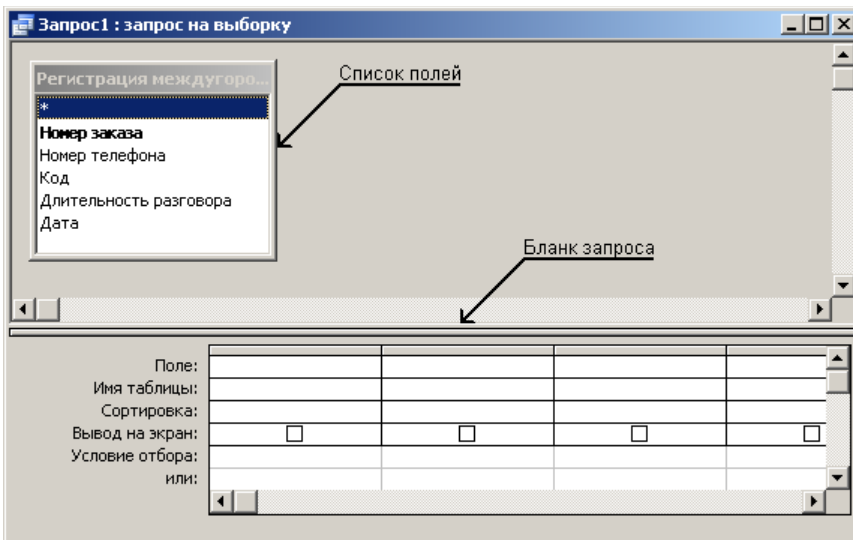 Запрос1 : запрос на выборку
Регистрация междугоро...
Список полей
*
Номер заказа
Номер телефона
Код
Длительность разговора
Дата
Бланк запроса
Поле:
Имя таблицы:
Сортировка:
Вывод на экран:
Условие отбора:
или: